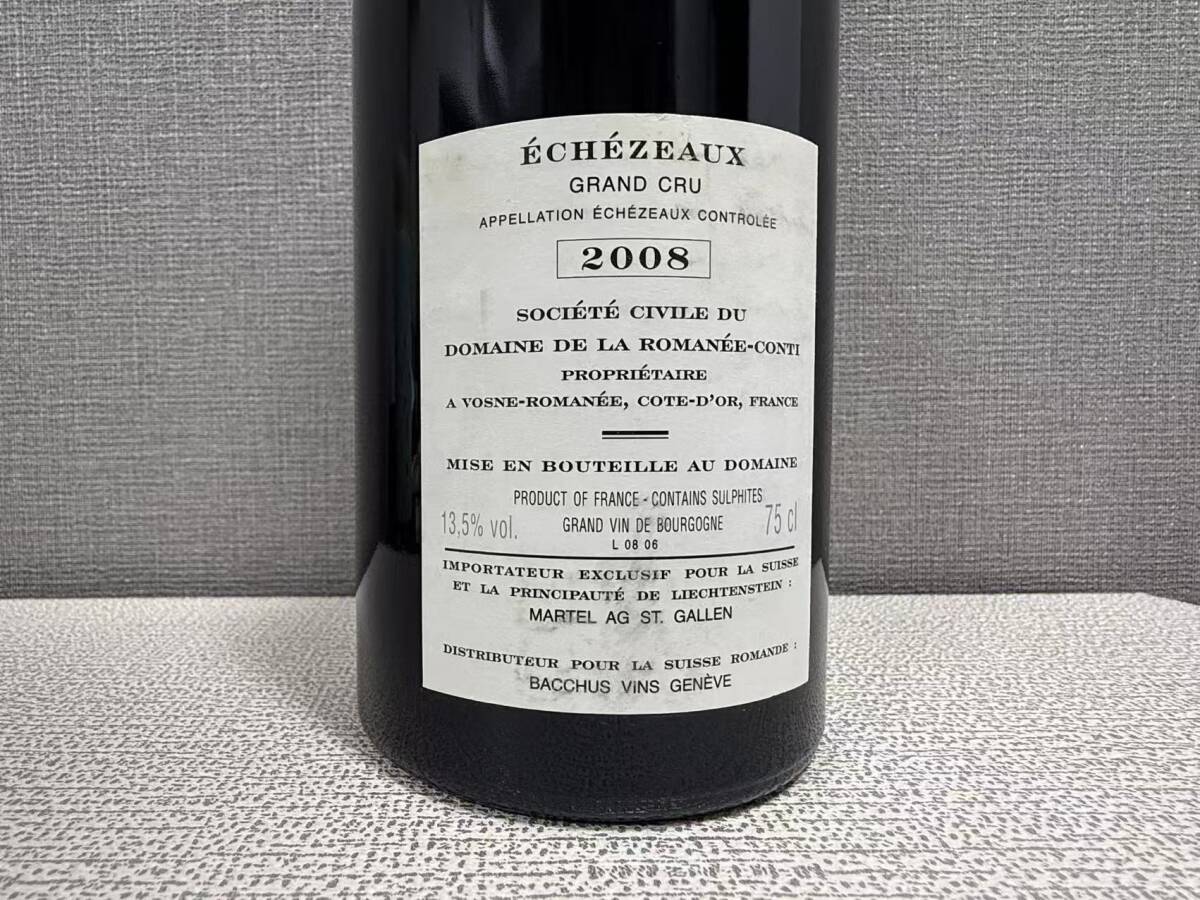 ÉCHÉZEAUX
GRAND CRU
APPELLATION ÉCHÉZEAUX CONTROLÉE
2008
SOCIÉTÉ CIVILE DU
DOMAINE DE LA ROMANÉE-CONTI
PROPRIÉTAIRE
A VOSNE-ROMANÉE, COTE-D'OR, FRANCE
MISE EN BOUTEILLE AU DOMAINE
PRODUCT OF FRANCE - CONTAINS SULPHITES
13,5% vol. GRAND VIN DE BOURGOGNE 75 cl
L 08 06
IMPORTATEUR EXCLUSIF POUR LA SUISSE
ET LA PRINCIPAUTÉ DE LIECHTENSTEIN :
MARTEL AG ST. GALLEN
DISTRIBUTEUR POUR LA SUISSE ROMANDE :
BACCHUS VINS GENÈVE